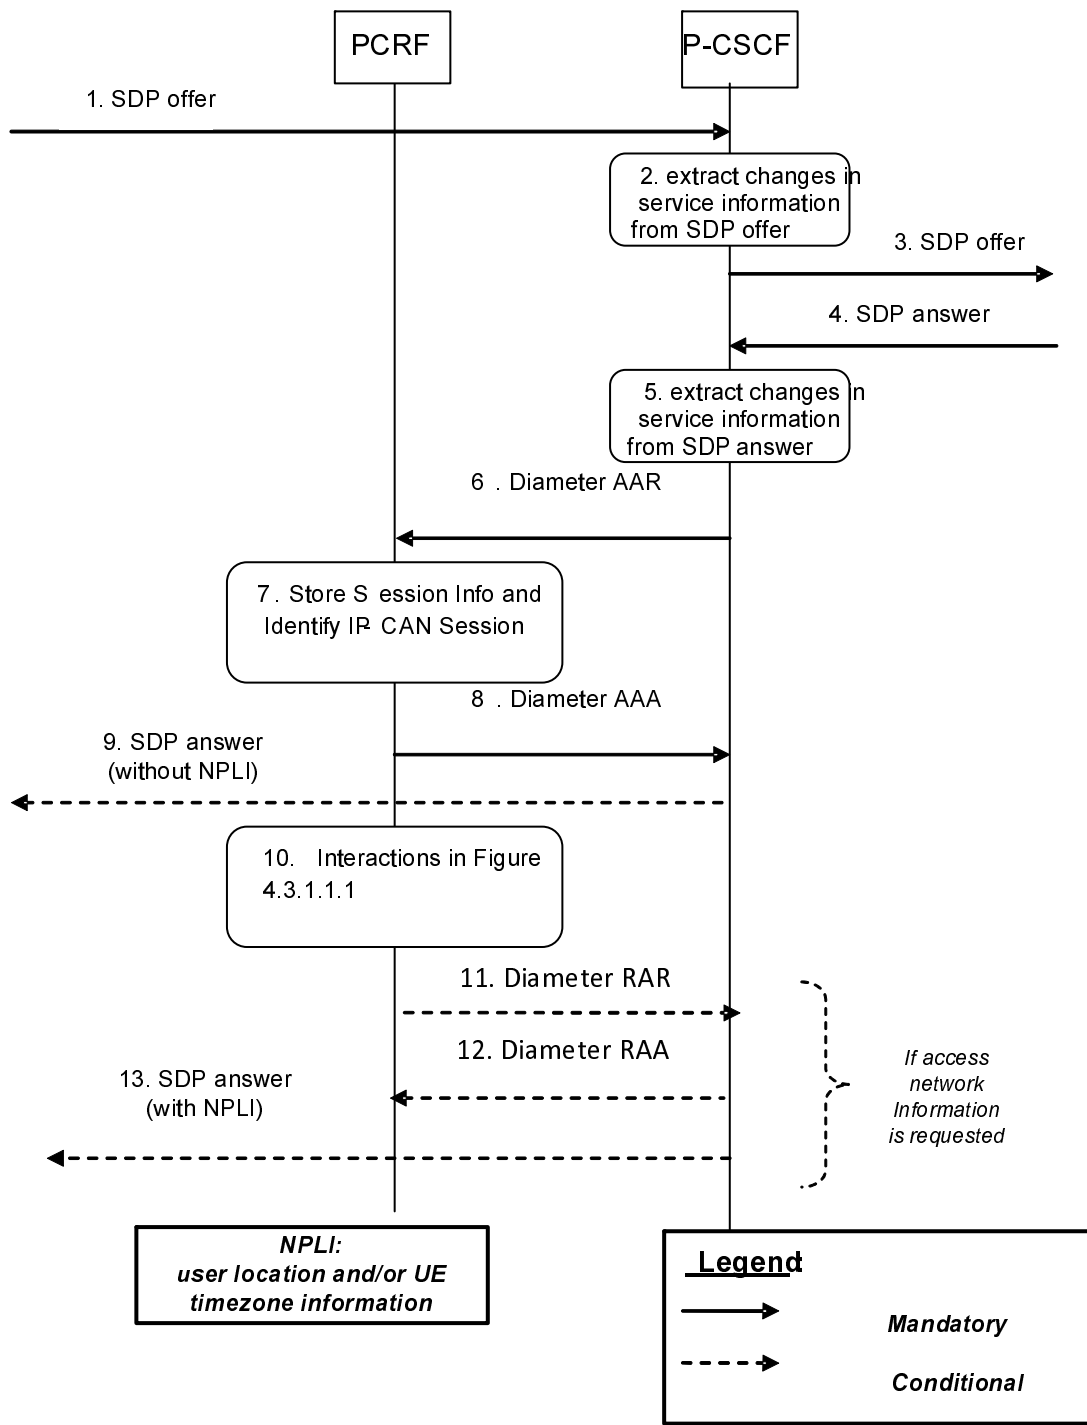 PCRF
P-CSCF
1. SDP offer
2. extract changes in
service information
from SDP offer
3. SDP offer
4. SDP answer
5. extract changes in
service information
from SDP answer
6 . Diameter AAR
7. Store S ession Info and
Identify IP- CAN Session
8 . Diameter AAA
9. SDP answer
(without NPLI)
10. Interactions in Figure
4.3.1.1.1
11. Diameter RAR
12. Diameter RAA
13. SDP answer
(with NPLI)
If access
network
Information
is requested
NPLI:
user location and/or UE
timezone information
Legend
Mandatory
Conditional